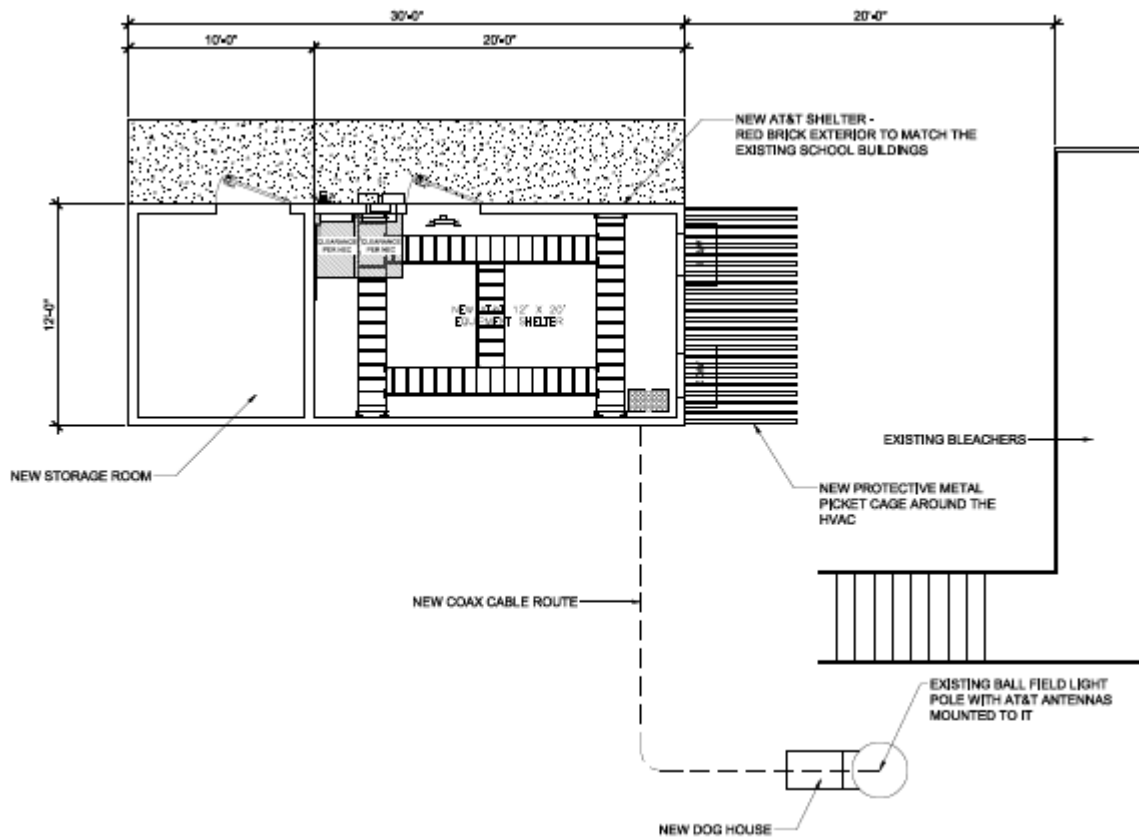 30'-0"
20'-0"
10'-0"
20'-0"
NEW AT&T SHELTER -
RED BRICK EXTERIOR TO MATCH THE
EXISTING SCHOOL BUILDINGS
CLEARANCE
PER NEC
CLEARANCE
PER NEC
12'-0"
NEW AT&T 12' X 20'
EQUIPMENT SHELTER
EXISTING BLEACHERS
NEW STORAGE ROOM
NEW PROTECTIVE METAL
PICKET CAGE AROUND THE
HVAC
NEW COAX CABLE ROUTE
EXISTING BALL FIELD LIGHT
POLE WITH AT&T ANTENNAS
MOUNTED TO IT
NEW DOG HOUSE